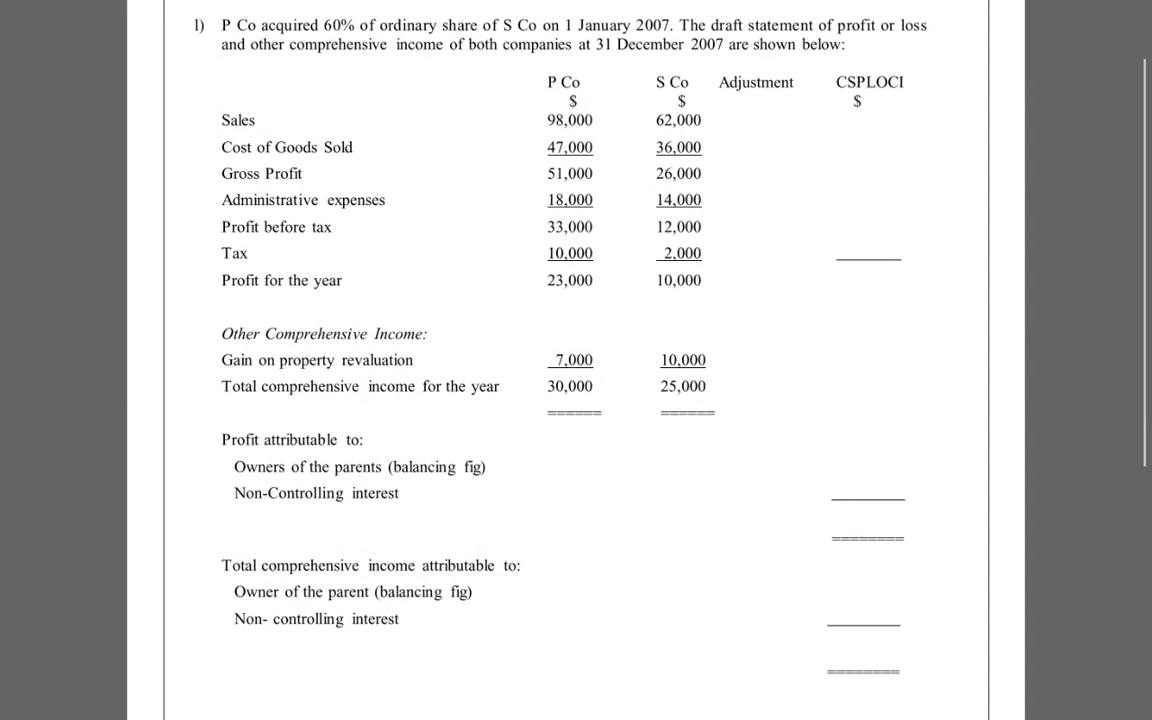 1) P Co acquired 60% of ordinary share of S Co on 1 January 2007. The draft statement of profit or loss
and other comprehensive income of both companies at 31 December 2007 are shown below:
P Co S Co Adjustment CSPLOCI
$ $ $
Sales 98,000 62,000
Cost of Goods Sold 47,000 36,000
Gross Profit 51,000 26,000
Administrative expenses 18,000 14,000
Profit before tax 33,000 12,000
Tax 10,000 2,000
Profit for the year 23,000 10,000
Other Comprehensive Income:
Gain on property revaluation 7,000 10,000
Total comprehensive income for the year 30,000 25,000
Profit attributable to:
Owners of the parents (balancing fig)
Non-Controlling interest
Total comprehensive income attributable to:
Owner of the parent (balancing fig)
Non- controlling interest